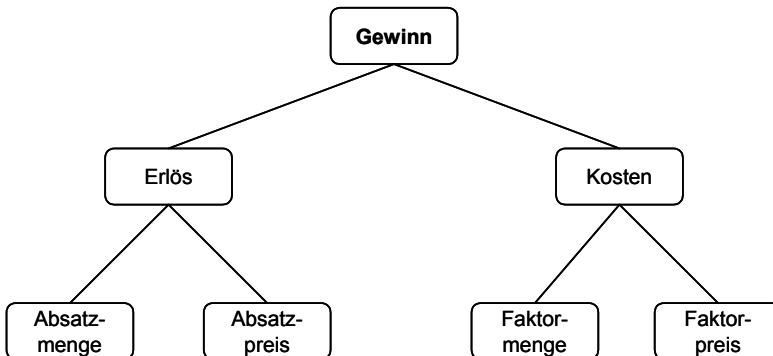 Gewinn
Erlös
Kosten
Absatz-
menge
Absatz-
preis
Faktor-
menge
Faktor-
preis